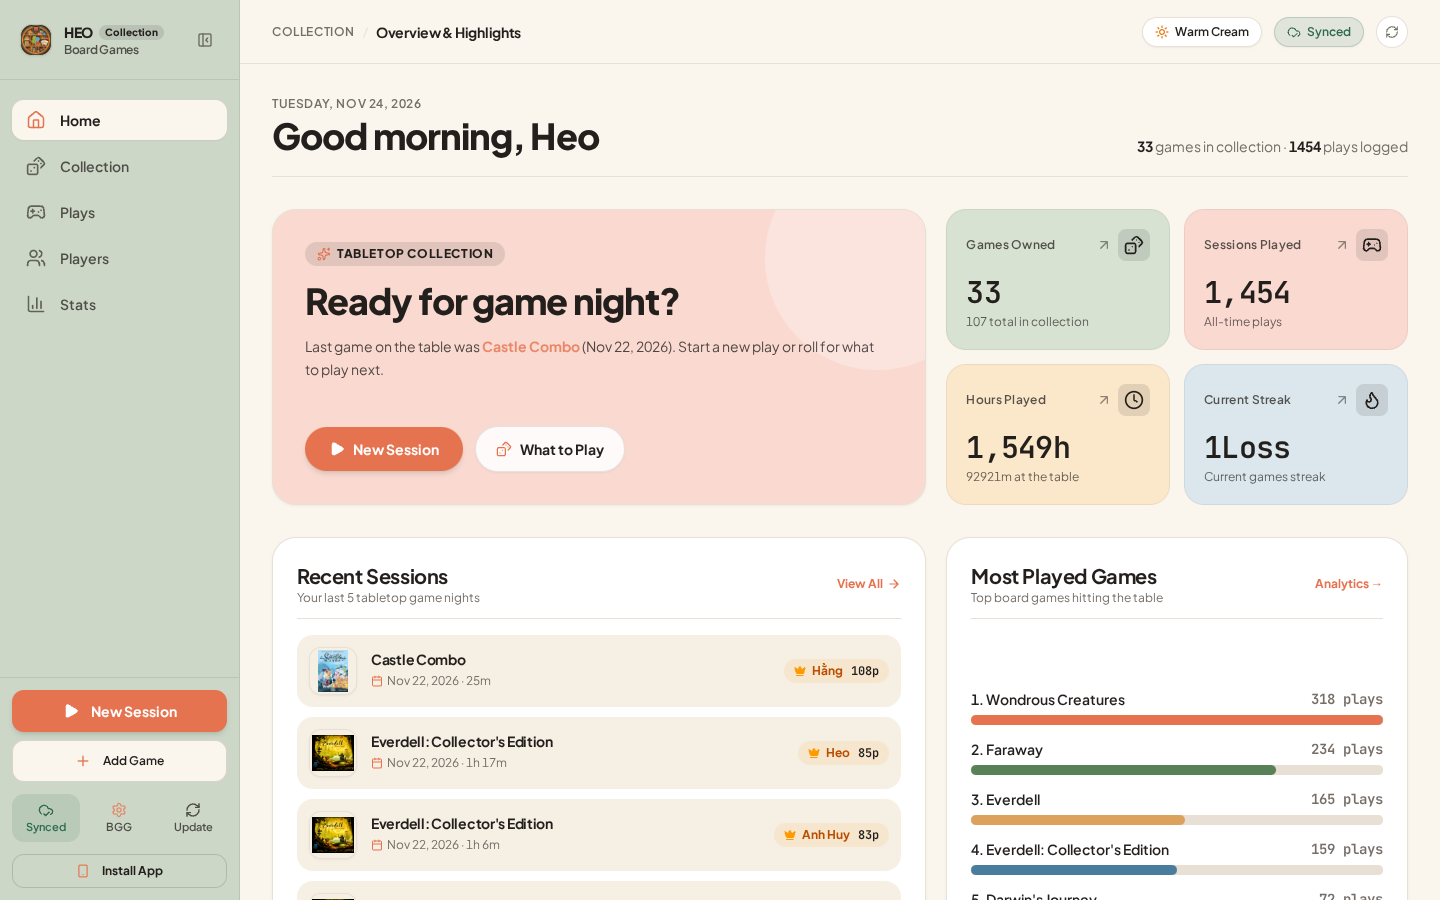 HEO Collection
Board Games
Home
Collection
Plays
Players
Stats
New Session
Add Game
Synced
BGG
Update
Install App
COLLECTION / Overview & Highlights
Warm Cream
Synced
TUESDAY, NOV 24, 2026
Good morning, Heo
33 games in collection · 1454 plays logged
TABLETOP COLLECTION
Ready for game night?
Last game on the table was Castle Combo (Nov 22, 2026). Start a new play or roll for what
to play next.
New Session
What to Play
Games Owned
33
107 total in collection
Sessions Played
1,454
All-time plays
Hours Played
1,549h
92921m at the table
Current Streak
1Loss
Current games streak
Recent Sessions
Your last 5 tabletop game nights
View All →
Castle Combo
Nov 22, 2026 · 25m
Hằng 108p
Everdell: Collector's Edition
Nov 22, 2026 · 1h 17m
Heo 85p
Everdell: Collector's Edition
Nov 22, 2026 · 1h 6m
Anh Huy 83p
Most Played Games
Top board games hitting the table
Analytics →
1. Wondrous Creatures 318 plays
2. Faraway 234 plays
3. Everdell 165 plays
4. Everdell: Collector's Edition 159 plays
5. Darwin's Journey 72 plays